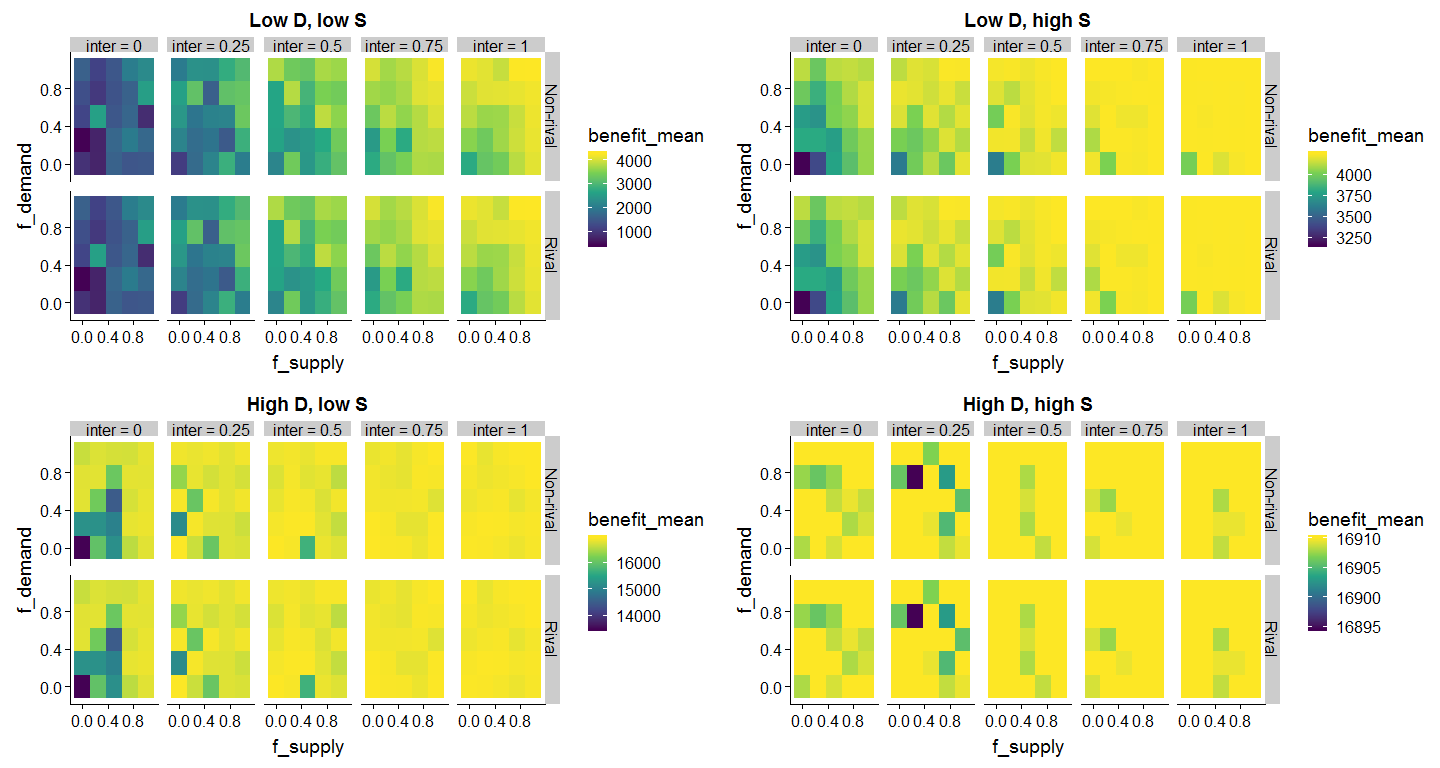 Low D, low S
inter = 0 inter = 0.25 inter = 0.5 inter = 0.75 inter = 1
f_demand
0.8
0.4
0.0
Non-rival
0.8
0.4
0.0
Rival
0.0 0.4 0.8 0.0 0.4 0.8 0.0 0.4 0.8 0.0 0.4 0.8 0.0 0.4 0.8
f_supply
benefit_mean
4000
3000
2000
1000
Low D, high S
inter = 0 inter = 0.25 inter = 0.5 inter = 0.75 inter = 1
f_demand
0.8
0.4
0.0
Non-rival
0.8
0.4
0.0
Rival
0.0 0.4 0.8 0.0 0.4 0.8 0.0 0.4 0.8 0.0 0.4 0.8 0.0 0.4 0.8
f_supply
benefit_mean
4000
3750
3500
3250
High D, low S
inter = 0 inter = 0.25 inter = 0.5 inter = 0.75 inter = 1
f_demand
0.8
0.4
0.0
Non-rival
0.8
0.4
0.0
Rival
0.0 0.4 0.8 0.0 0.4 0.8 0.0 0.4 0.8 0.0 0.4 0.8 0.0 0.4 0.8
f_supply
benefit_mean
16000
15000
14000
High D, high S
inter = 0 inter = 0.25 inter = 0.5 inter = 0.75 inter = 1
f_demand
0.8
0.4
0.0
Non-rival
0.8
0.4
0.0
Rival
0.0 0.4 0.8 0.0 0.4 0.8 0.0 0.4 0.8 0.0 0.4 0.8 0.0 0.4 0.8
f_supply
benefit_mean
16910
16905
16900
16895